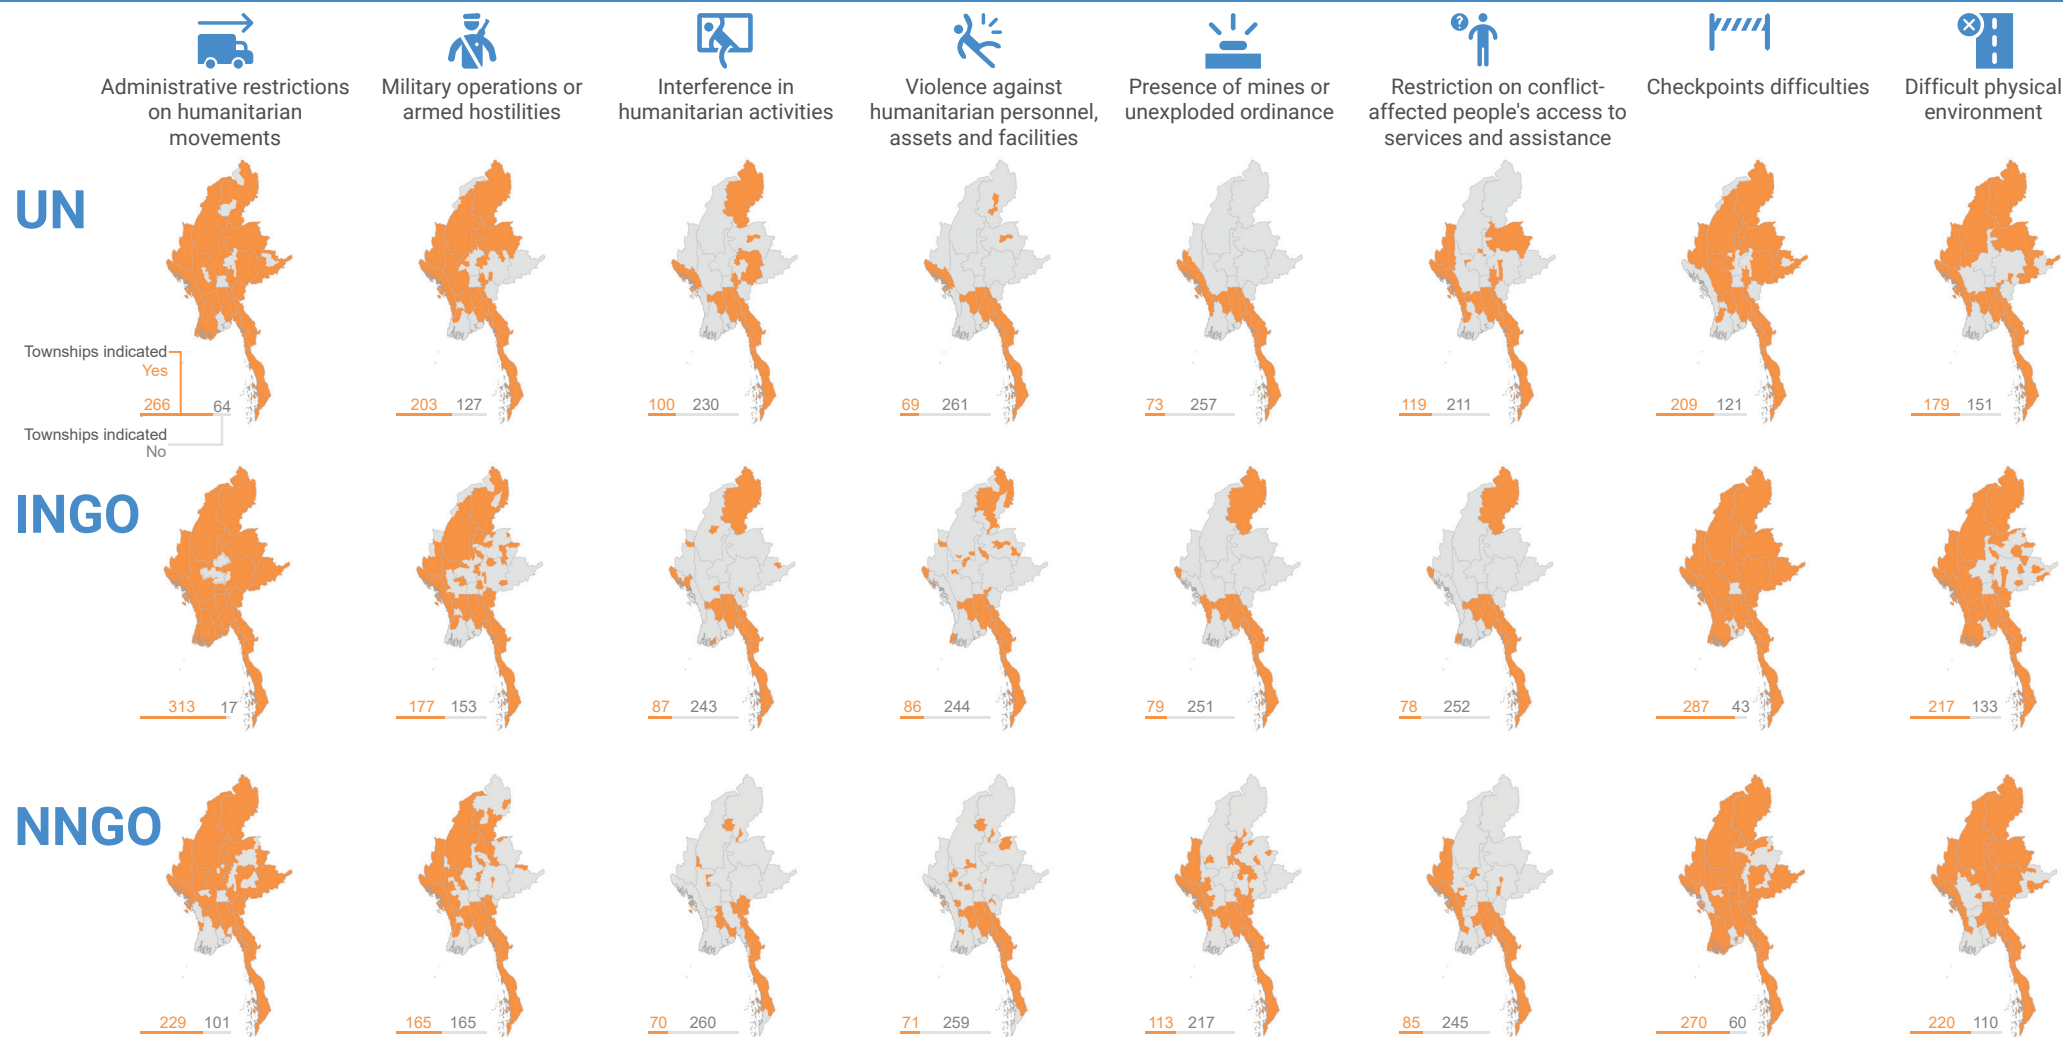 Administrative restrictions
on humanitarian
movements
Military operations or
armed hostilities
Interference in
humanitarian activities
Violence against
humanitarian personnel,
assets and facilities
Presence of mines or
unexploded ordinance
Restriction on conflict-
affected people's access to
services and assistance
Checkpoints difficulties
Difficult physical
environment
UN
Townships indicated
Yes
266 64
Townships indicated
No
203 127
100 230
69 261
73 257
119 211
209 121
179 151
INGO
313 17
177 153
87 243
86 244
79 251
78 252
287 43
217 133
NNGO
229 101
165 165
70 260
71 259
113 217
85 245
270 60
220 110